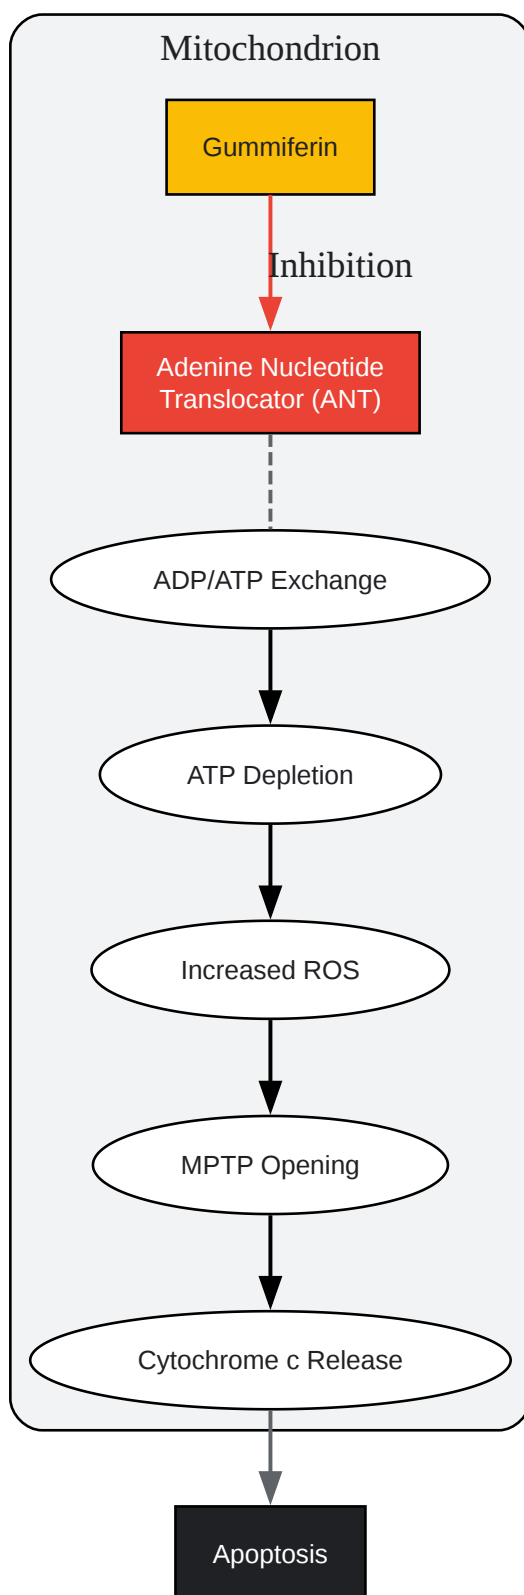 Mitochondrion
Gummiferin
Inhibition
Adenine Nucleotide
Translocator (ANT)
ADP/ATP Exchange
ATP Depletion
Increased ROS
MPTP Opening
Cytochrome c Release
Apoptosis